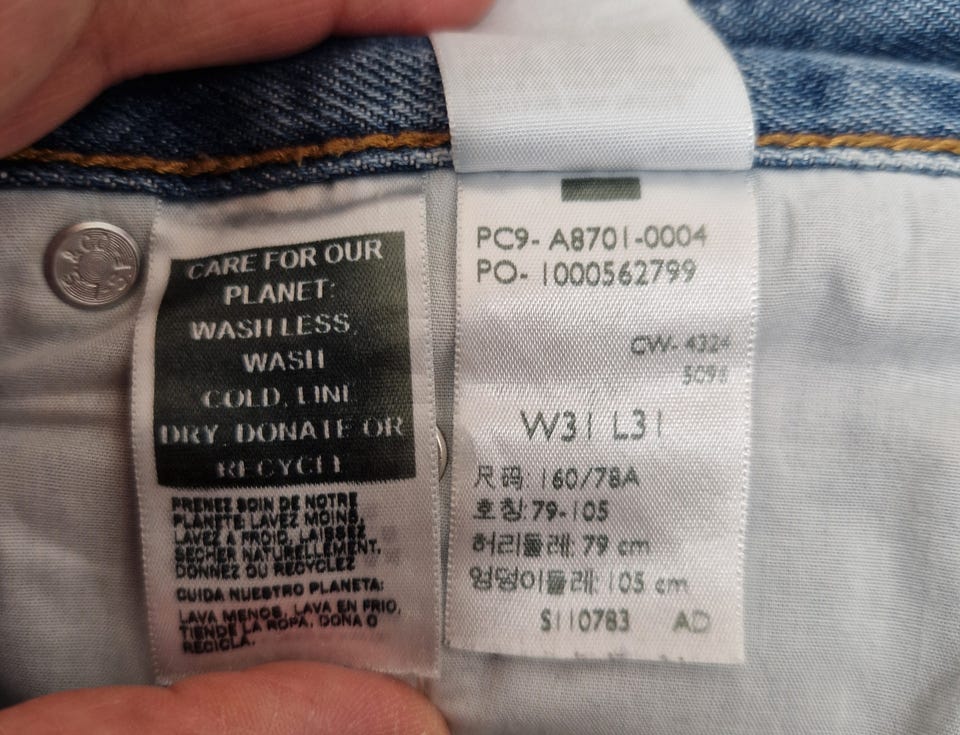 CARE FOR OUR
PLANET:
WASH LESS,
WASH
COLD, LINE
DRY, DONATE OR
RECYCLE
PRENEZ SOIN DE NOTRE
PLANETE: LAVEZ MOINS,
LAVEZ A FROID, LAISSEZ
SECHER NATURELLEMENT,
DONNEZ OU RECYCLEZ
CUIDA NUESTRO PLANETA:
LAVA MENOS, LAVA EN FRIO,
TIENDE LA ROPA, DONA O
RECICLA.
PC9- A8701-0004
PO- 1000562799
CW- 4324
5096
W31 L31
尺码: 160/78A
호칭: 79-105
허리둘레: 79 cm
엉덩이둘레: 105 cm
S110783 AD